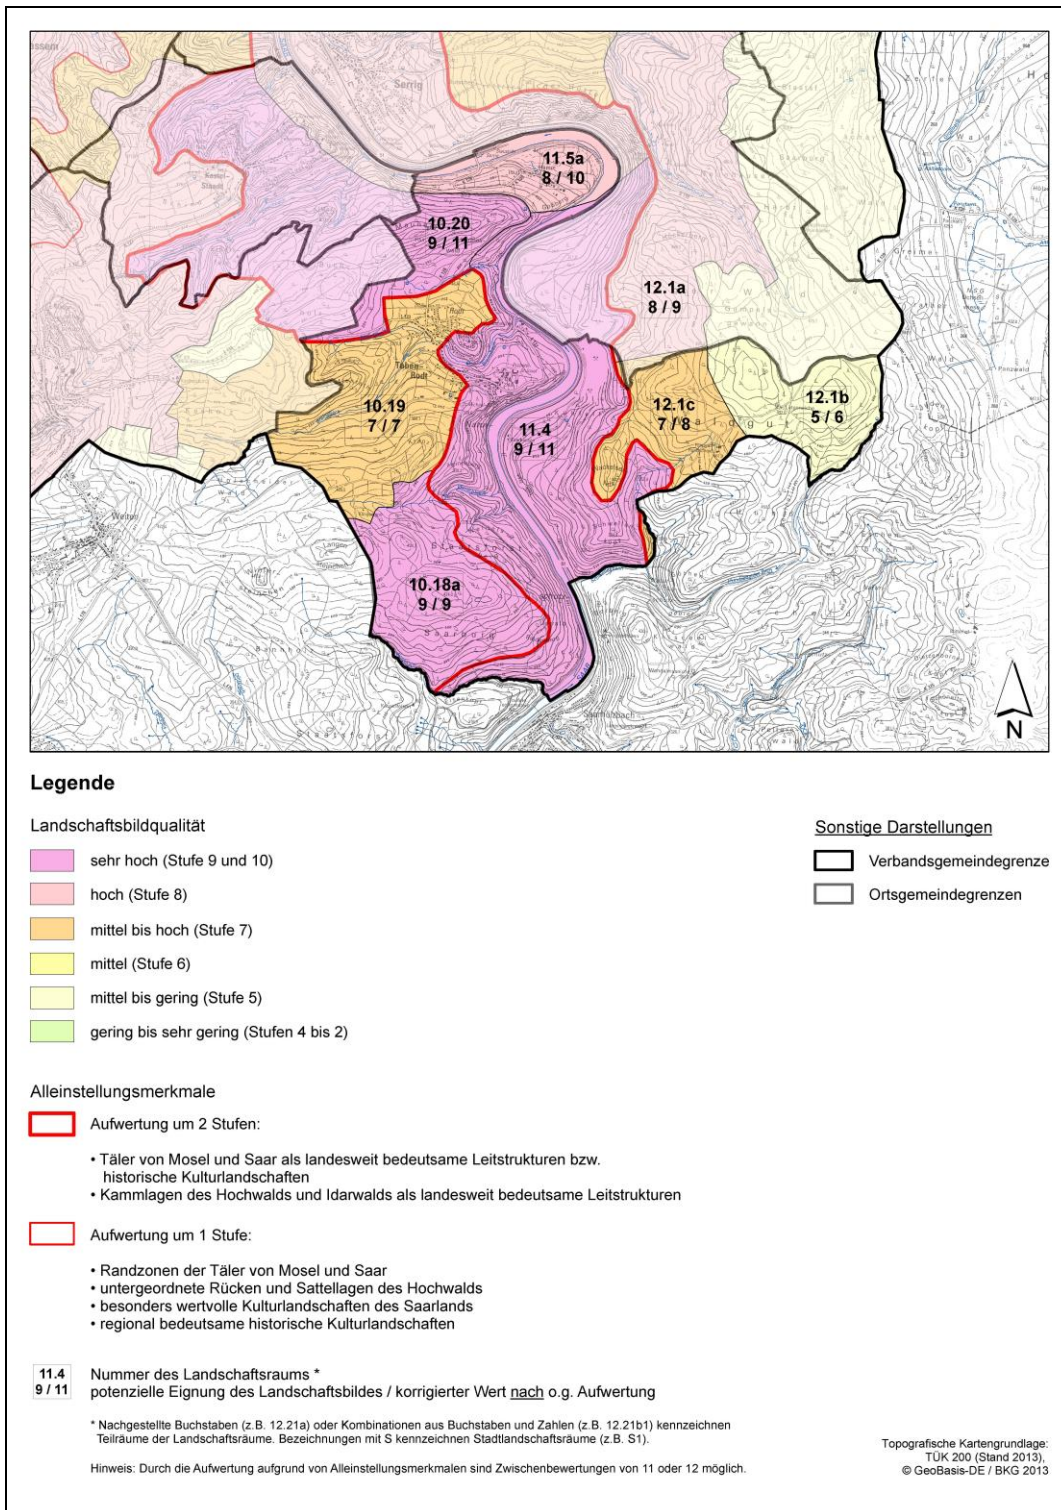 Serrig
11.5a
8 / 10
10.20
9 / 11
12.1a
8 / 9
Rodt
Taben-
Rodt
10.19
7 / 7
11.4
9 / 11
12.1c
7 / 8
12.1b
5 / 6
Weiten
10.18a
9 / 9
Saarburg
Staatsforst
N
Legende
Landschaftsbildqualität
sehr hoch (Stufe 9 und 10)
hoch (Stufe 8)
mittel bis hoch (Stufe 7)
mittel (Stufe 6)
mittel bis gering (Stufe 5)
gering bis sehr gering (Stufen 4 bis 2)
Sonstige Darstellungen
Verbandsgemeindegrenze
Ortsgemeindegrenzen
Alleinstellungsmerkmale
Aufwertung um 2 Stufen:
• Täler von Mosel und Saar als landesweit bedeutsame Leitstrukturen bzw.
historische Kulturlandschaften
• Kammlagen des Hochwalds und Idarwalds als landesweit bedeutsame Leitstrukturen
Aufwertung um 1 Stufe:
• Randzonen der Täler von Mosel und Saar
• untergeordnete Rücken und Sattellagen des Hochwalds
• besonders wertvolle Kulturlandschaften des Saarlands
• regional bedeutsame historische Kulturlandschaften
11.4
9 / 11
Nummer des Landschaftsraums *
potenzielle Eignung des Landschaftsbildes / korrigierter Wert nach o.g. Aufwertung
* Nachgestellte Buchstaben (z.B. 12.21a) oder Kombinationen aus Buchstaben und Zahlen (z.B. 12.21b1) kennzeichnen
Teilräume der Landschaftsräume. Bezeichnungen mit S kennzeichnen Stadtlandschaftsräume (z.B. S1).
Hinweis: Durch die Aufwertung aufgrund von Alleinstellungsmerkmalen sind Zwischenbewertungen von 11 oder 12 möglich.
Topografische Kartengrundlage:
TÜK 200 (Stand 2013),
© GeoBasis-DE / BKG 2013